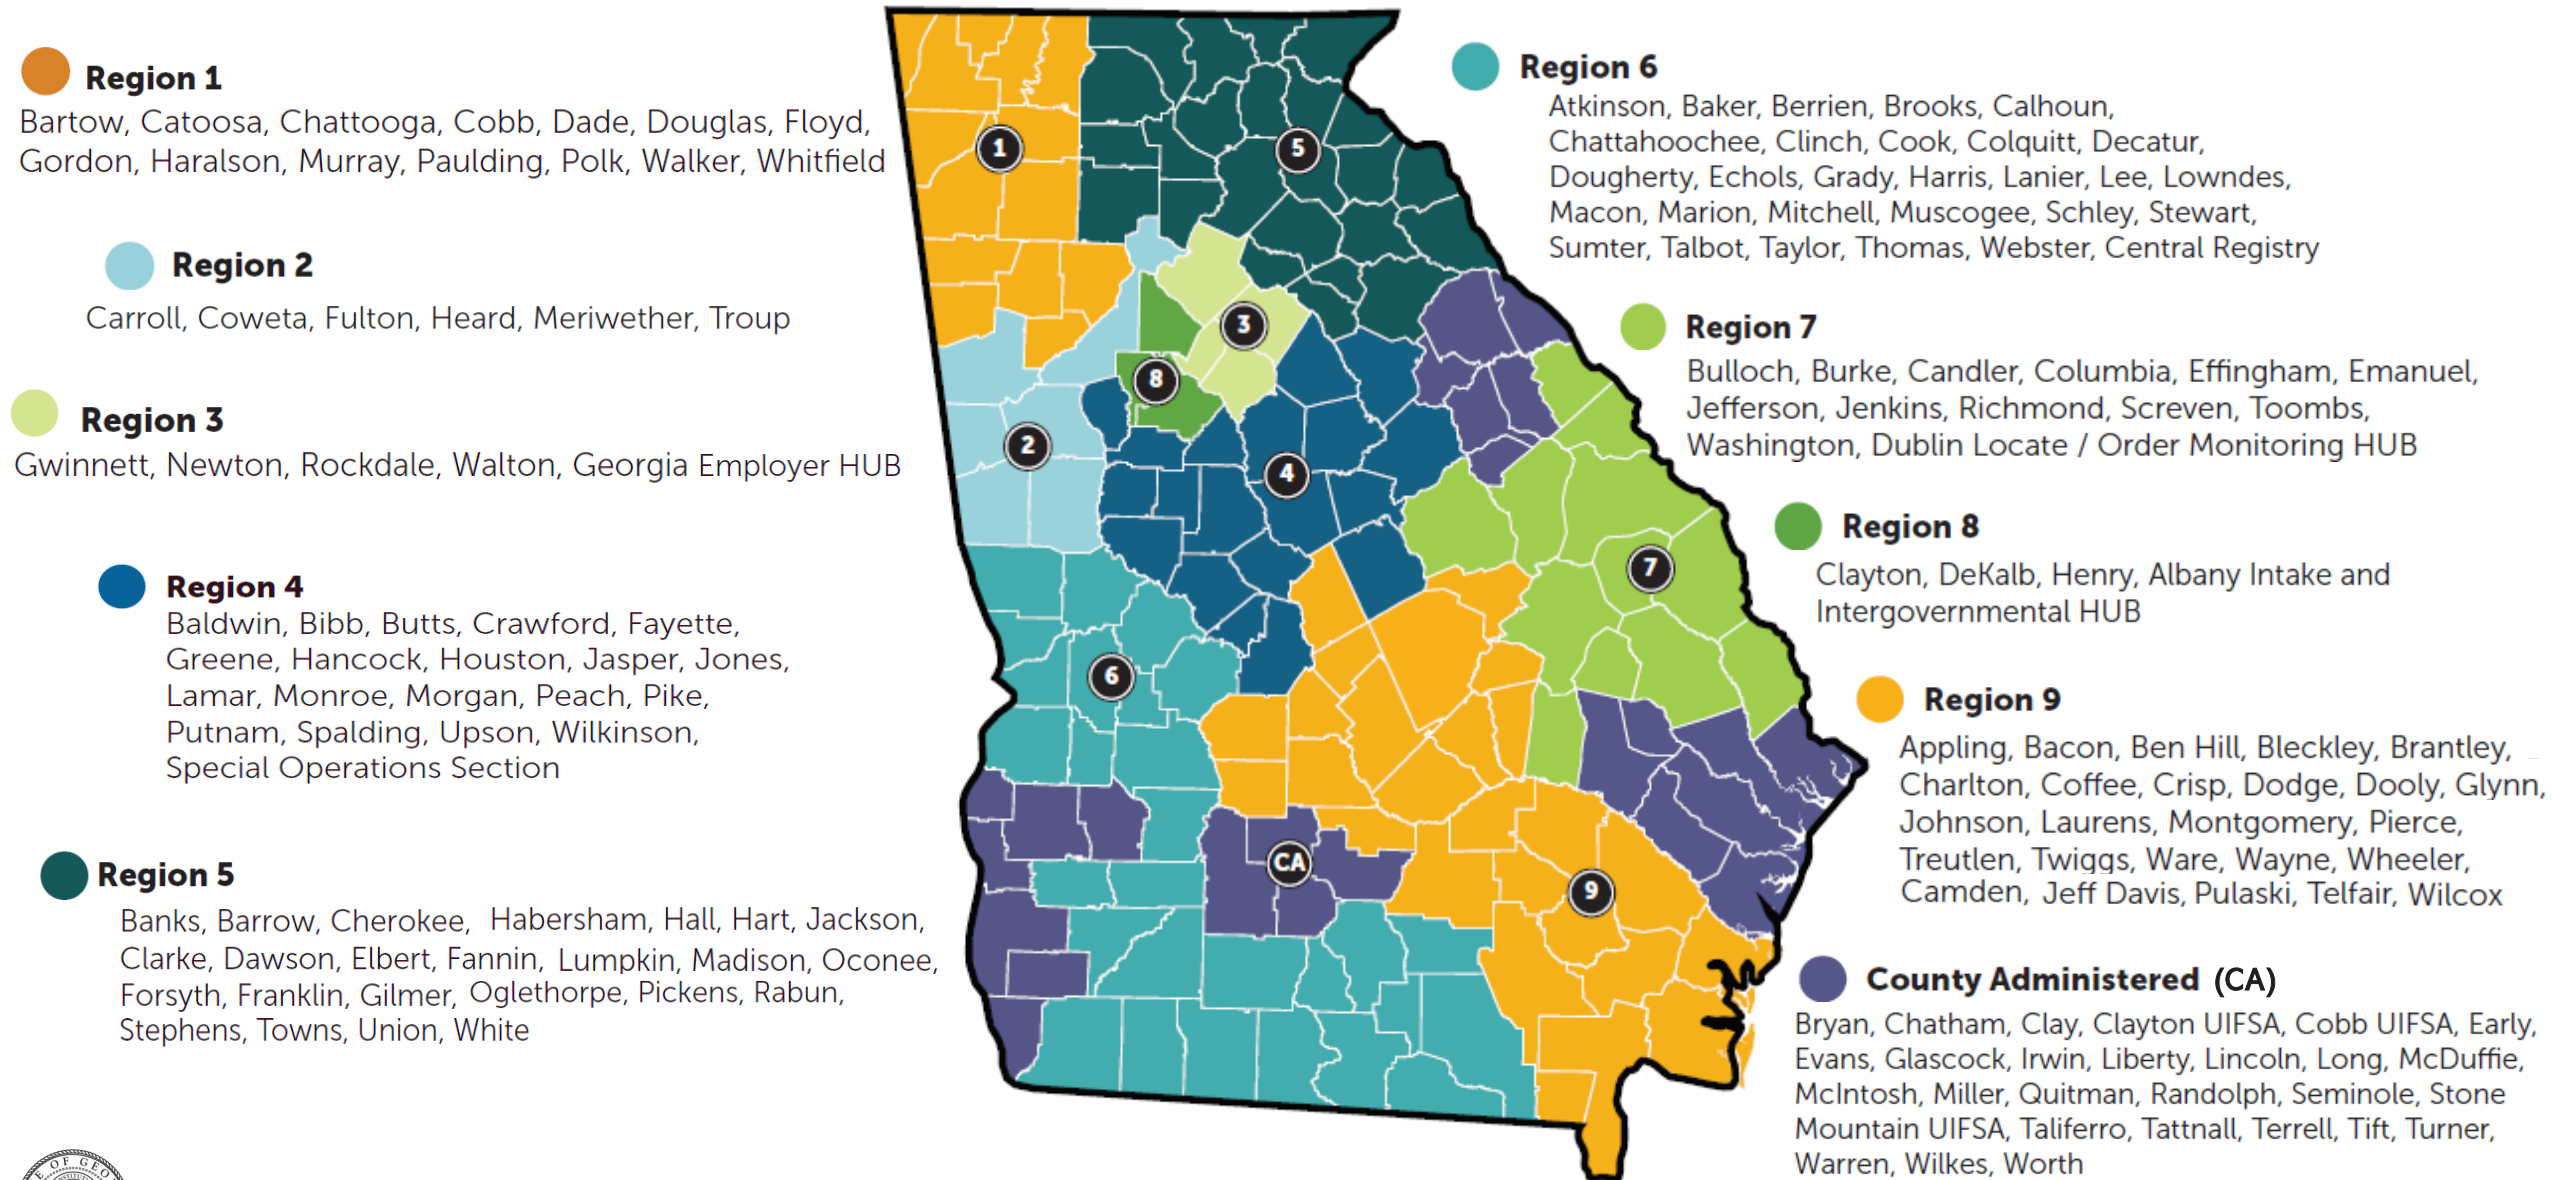 Region 1
Bartow, Catoosa, Chattooga, Cobb, Dade, Douglas, Floyd,
Gordon, Haralson, Murray, Paulding, Polk, Walker, Whitfield
Region 2
Carroll, Coweta, Fulton, Heard, Meriwether, Troup
Region 3
Gwinnett, Newton, Rockdale, Walton, Georgia Employer HUB
Region 4
Baldwin, Bibb, Butts, Crawford, Fayette,
Greene, Hancock, Houston, Jasper, Jones,
Lamar, Monroe, Morgan, Peach, Pike,
Putnam, Spalding, Upson, Wilkinson,
Special Operations Section
Region 5
Banks, Barrow, Cherokee, Habersham, Hall, Hart, Jackson,
Clarke, Dawson, Elbert, Fannin, Lumpkin, Madison, Oconee,
Forsyth, Franklin, Gilmer, Oglethorpe, Pickens, Rabun,
Stephens, Towns, Union, White
OF GEO
1
5
3
8
2
4
7
6
CA
9
Region 6
Atkinson, Baker, Berrien, Brooks, Calhoun,
Chattahoochee, Clinch, Cook, Colquitt, Decatur,
Dougherty, Echols, Grady, Harris, Lanier, Lee, Lowndes,
Macon, Marion, Mitchell, Muscogee, Schley, Stewart,
Sumter, Talbot, Taylor, Thomas, Webster, Central Registry
Region 7
Bulloch, Burke, Candler, Columbia, Effingham, Emanuel,
Jefferson, Jenkins, Richmond, Screven, Toombs,
Washington, Dublin Locate / Order Monitoring HUB
Region 8
Clayton, DeKalb, Henry, Albany Intake and
Intergovernmental HUB
Region 9
Appling, Bacon, Ben Hill, Bleckley, Brantley,
Charlton, Coffee, Crisp, Dodge, Dooly, Glynn,
Johnson, Laurens, Montgomery, Pierce,
Treutlen, Twiggs, Ware, Wayne, Wheeler,
Camden, Jeff Davis, Pulaski, Telfair, Wilcox
County Administered (CA)
Bryan, Chatham, Clay, Clayton UIFSA, Cobb UIFSA, Early,
Evans, Glascock, Irwin, Liberty, Lincoln, Long, McDuffie,
McIntosh, Miller, Quitman, Randolph, Seminole, Stone
Mountain UIFSA, Taliferro, Tattnall, Terrell, Tift, Turner,
Warren, Wilkes, Worth